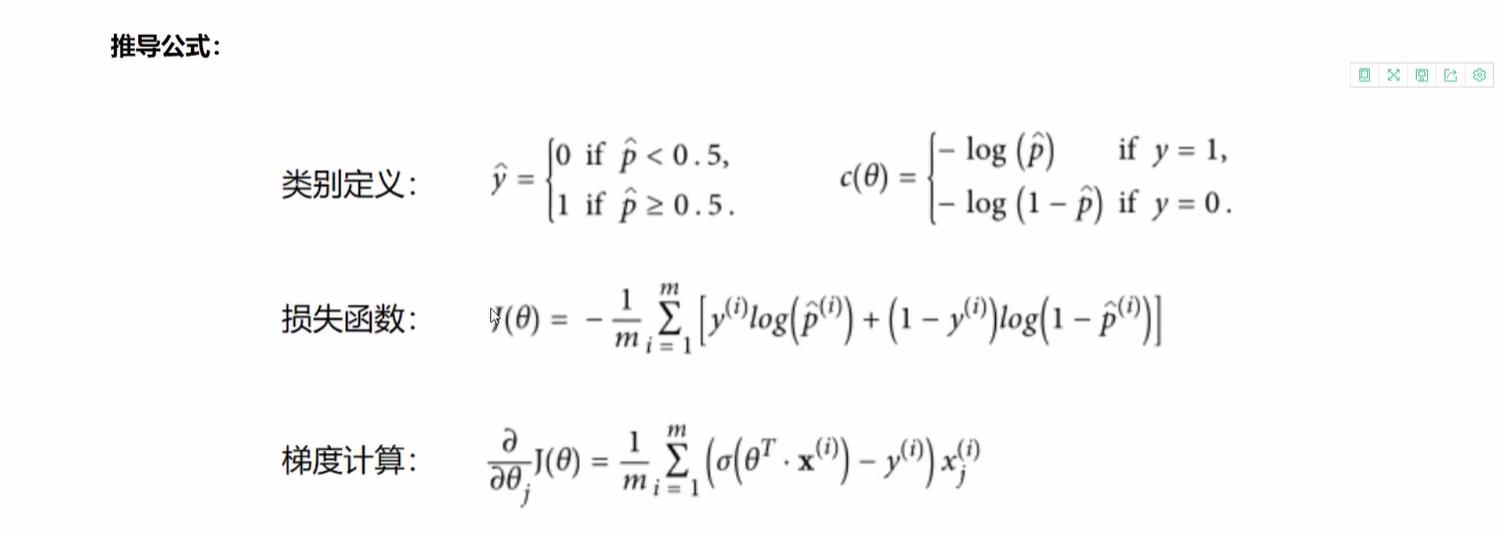 推导公式：
类别定义： ŷ = { 0 if p̂ < 0.5, 1 if p̂ ≥ 0.5. c(θ) = { − log (p̂) if y = 1, − log (1 − p̂) if y = 0.
损失函数： J(θ) = − 1/m ∑_{i = 1}^{m} [y^{(i)} log(p̂^{(i)}) + (1 − y^{(i)}) log(1 − p̂^{(i)})]
梯度计算： ∂/∂θ_j J(θ) = 1/m ∑_{i = 1}^{m} (σ(θ^T · x^{(i)}) − y^{(i)}) x_j^{(i)}